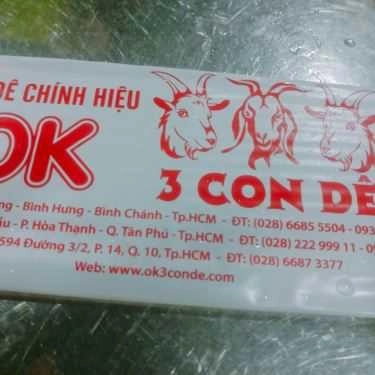 DÊ CHÍNH HIỆU
OK
3 CON DÊ
- Bình Hưng - Bình Chánh - Tp.HCM - ĐT: (028) 6685 5504 - 093
- P. Hòa Thạnh - Q. Tân Phú - Tp.HCM - ĐT: (028) 222 999 11 - 0
594 Đường 3/2, P. 14, Q. 10, Tp.HCM - ĐT: (028) 6687 3377
Web: www.ok3conde.com